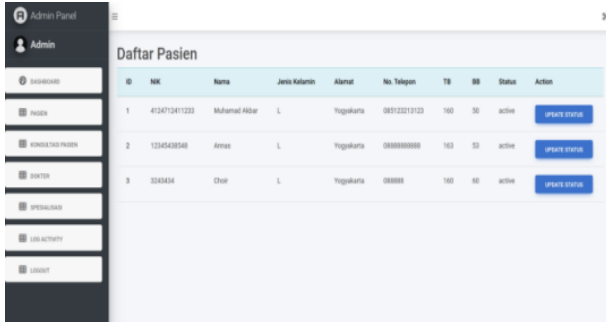 Admin Panel
Admin
DASHBOARD
PASIEN
KONSULTASI PASIEN
DOKTER
SPESIALISASI
LOG ACTIVITY
LOGOUT
Daftar Pasien
ID NIK Nama Jenis Kelamin Alamat No. Telepon TB BB Status Action
1 4124713411233 Muhamad Akbar L Yogyakarta 085123213123 160 50 active UPDATE STATUS
2 12345438548 Annas L Yogyakarta 08888888888 163 53 active UPDATE STATUS
3 3243434 Choir L Yogyakarta 088888 160 60 active UPDATE STATUS